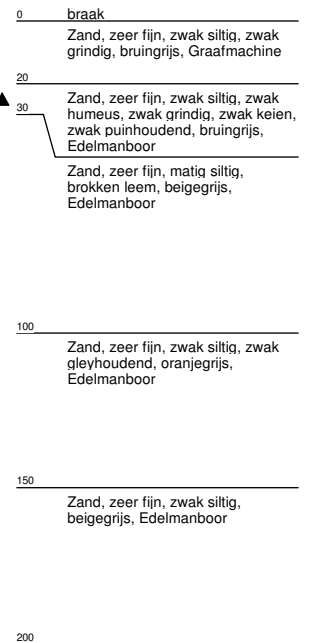 0 braak
Zand, zeer fijn, zwak siltig, zwak
grindig, bruingrijs, Graafmachine
20
Zand, zeer fijn, zwak siltig, zwak
30 humeus, zwak grindig, zwak keien,
zwak puinhoudend, bruingrijs,
Edelmanboor
Zand, zeer fijn, matig siltig,
brokken leem, beigegrijs,
Edelmanboor
100
Zand, zeer fijn, zwak siltig, zwak
gleyhoudend, oranjegrijs,
Edelmanboor
150
Zand, zeer fijn, zwak siltig,
beigegrijs, Edelmanboor
200